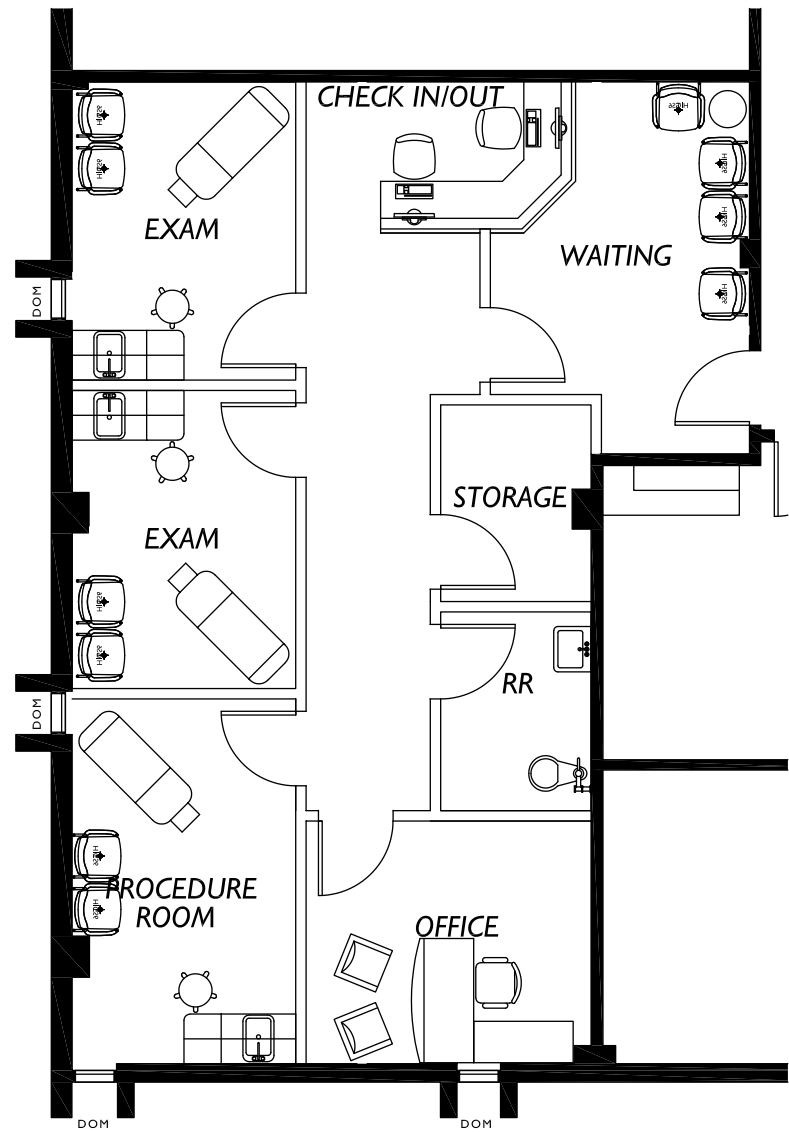 CHECK IN/OUT
EXAM
WAITING
DOM
STORAGE
EXAM
RR
DOM
PROCEDURE
ROOM
OFFICE
DOM
DOM